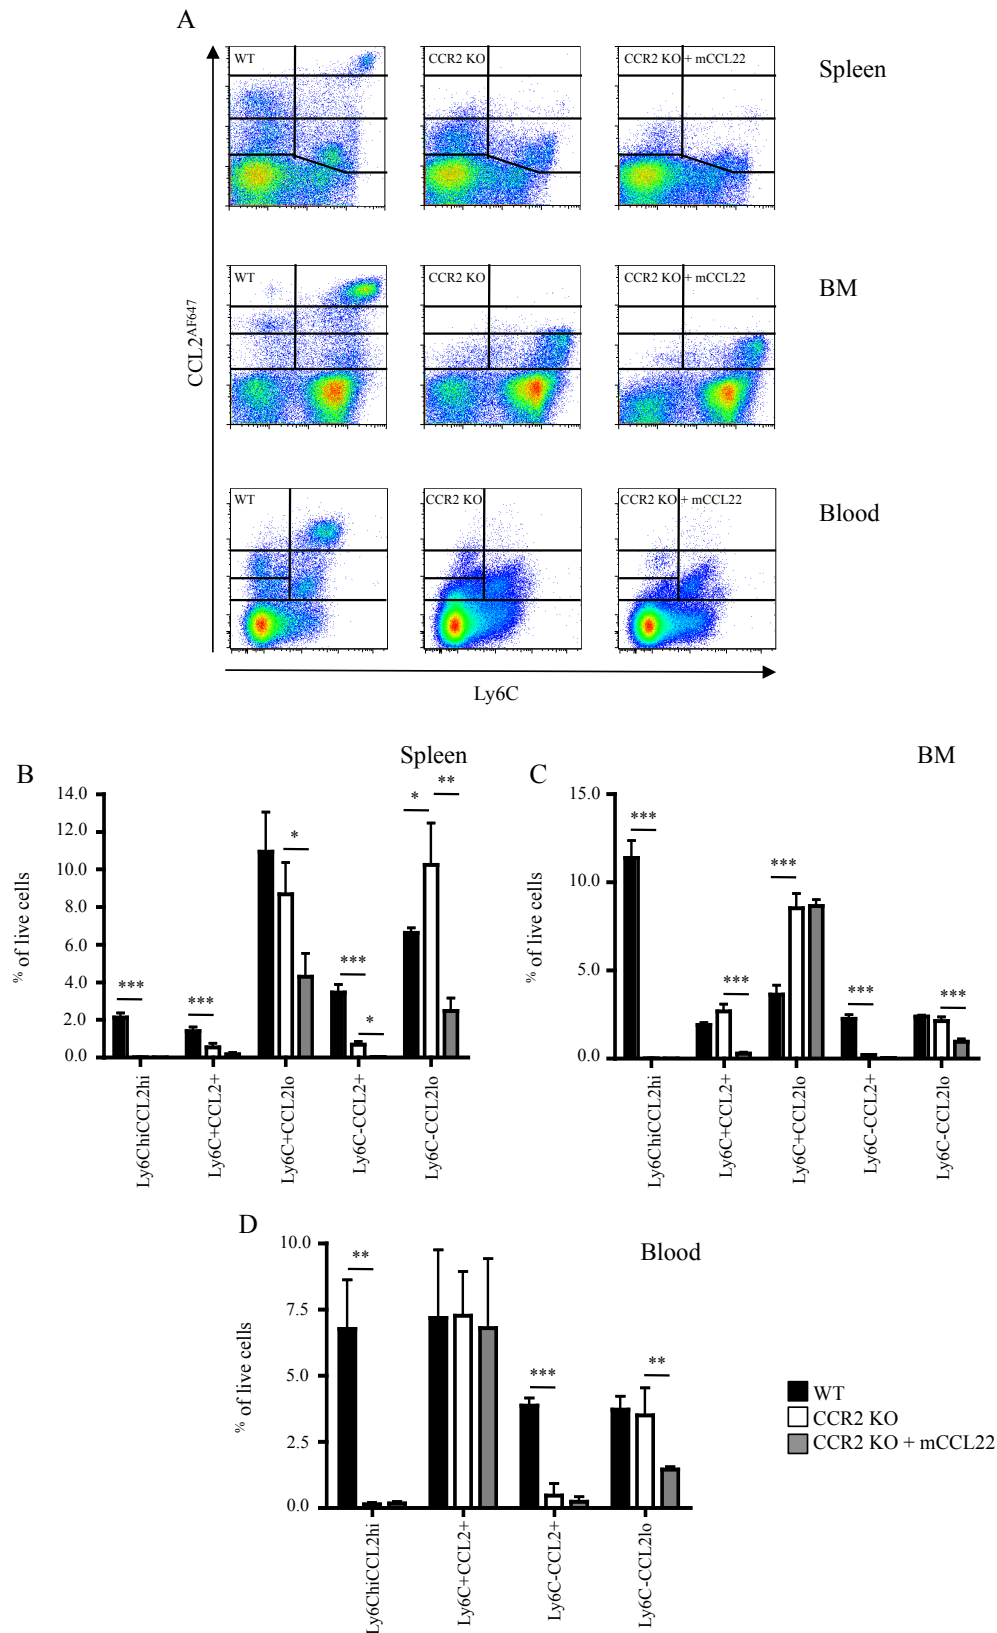 A
WT
CCR2 KO
CCR2 KO + mCCL22
Spleen
WT
CCR2 KO
CCR2 KO + mCCL22
BM
CCL2AF647
WT
CCR2 KO
CCR2 KO + mCCL22
Blood
Ly6C
B
Spleen
14.0
12.0
10.0
8.0
6.0
4.0
2.0
0.0
% of live cells
***
***
*
***
*
*
**
Ly6ChiCCL2hi
Ly6C+CCL2+
Ly6C+CCL2lo
Ly6C-CCL2+
Ly6C-CCL2lo
C
BM
15.0
10.0
5.0
0.0
% of live cells
***
***
***
***
***
Ly6ChiCCL2hi
Ly6C+CCL2+
Ly6C+CCL2lo
Ly6C-CCL2+
Ly6C-CCL2lo
D
Blood
10.0
7.5
5.0
2.5
0.0
% of live cells
**
***
**
Ly6ChiCCL2hi
Ly6C+CCL2+
Ly6C-CCL2+
Ly6C-CCL2lo
WT
CCR2 KO
CCR2 KO + mCCL22